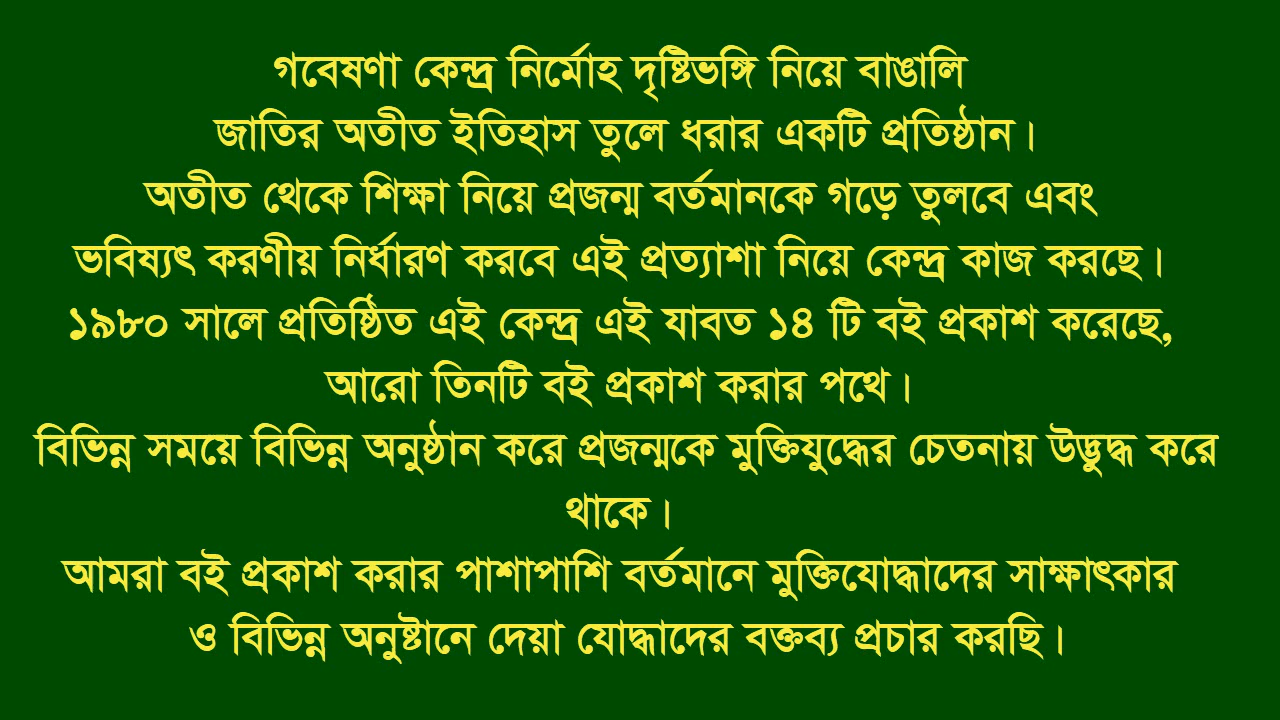 গবেষণা কেন্দ্র নির্মোহ দৃষ্টিভঙ্গি নিয়ে বাঙালি
জাতির অতীত ইতিহাস তুলে ধরার একটি প্রতিষ্ঠান।
অতীত থেকে শিক্ষা নিয়ে প্রজন্ম বর্তমানকে গড়ে তুলবে এবং
ভবিষ্যৎ করণীয় নির্ধারণ করবে এই প্রত্যাশা নিয়ে কেন্দ্র কাজ করছে।
১৯৮০ সালে প্রতিষ্ঠিত এই কেন্দ্র এই যাবত ১৪ টি বই প্রকাশ করেছে,
আরো তিনটি বই প্রকাশ করার পথে।
বিভিন্ন সময়ে বিভিন্ন অনুষ্ঠান করে প্রজন্মকে মুক্তিযুদ্ধের চেতনায় উদ্ভুদ্ধ করে
থাকে।
আমরা বই প্রকাশ করার পাশাপাশি বর্তমানে মুক্তিযোদ্ধাদের সাক্ষাৎকার
ও বিভিন্ন অনুষ্টানে দেয়া যোদ্ধাদের বক্তব্য প্রচার করছি।